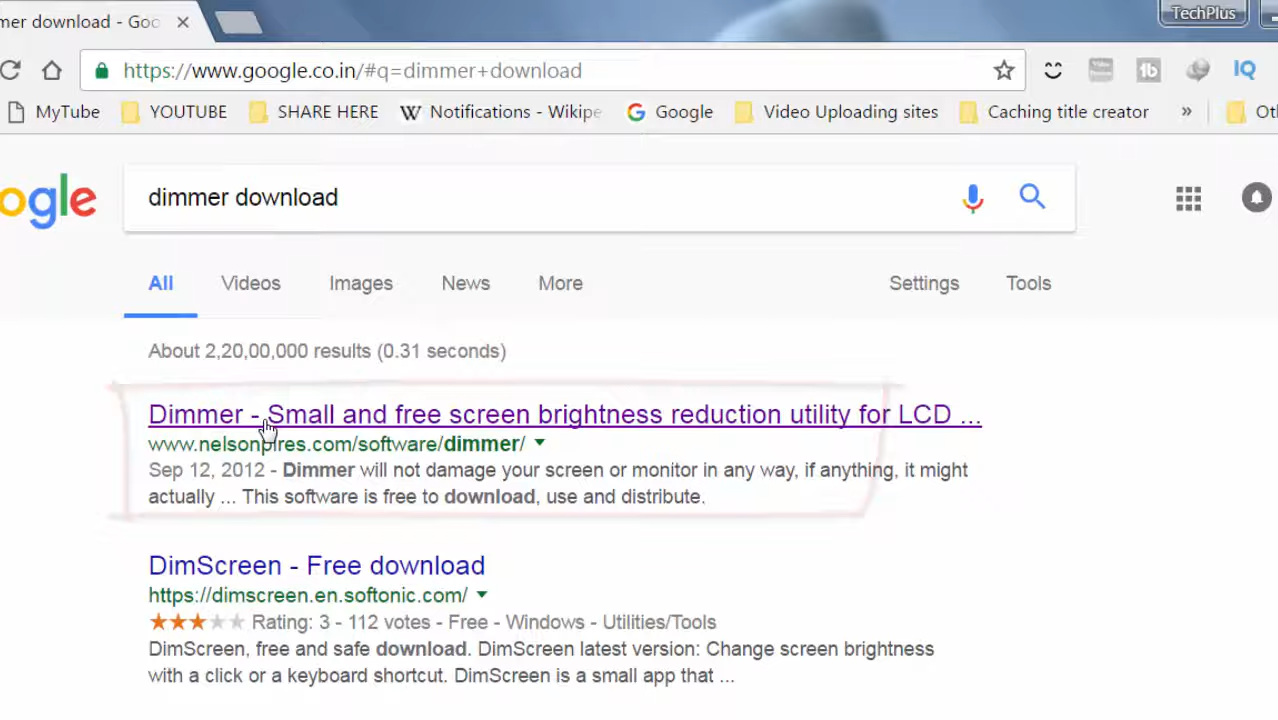 mer download - Goo
TechPlus
https://www.google.co.in/#q=dimmer+download
MyTube YOUTUBE SHARE HERE Notifications - Wikipe Google Video Uploading sites Caching title creator » Ot
ogle dimmer download
All Videos Images News More Settings Tools
About 2,20,00,000 results (0.31 seconds)
Dimmer - Small and free screen brightness reduction utility for LCD ...
www.nelsonpires.com/software/dimmer/
Sep 12, 2012 - Dimmer will not damage your screen or monitor in any way, if anything, it might
actually ... This software is free to download, use and distribute.
DimScreen - Free download
https://dimscreen.en.softonic.com/
Rating: 3 - 112 votes - Free - Windows - Utilities/Tools
DimScreen, free and safe download. DimScreen latest version: Change screen brightness
with a click or a keyboard shortcut. DimScreen is a small app that ...